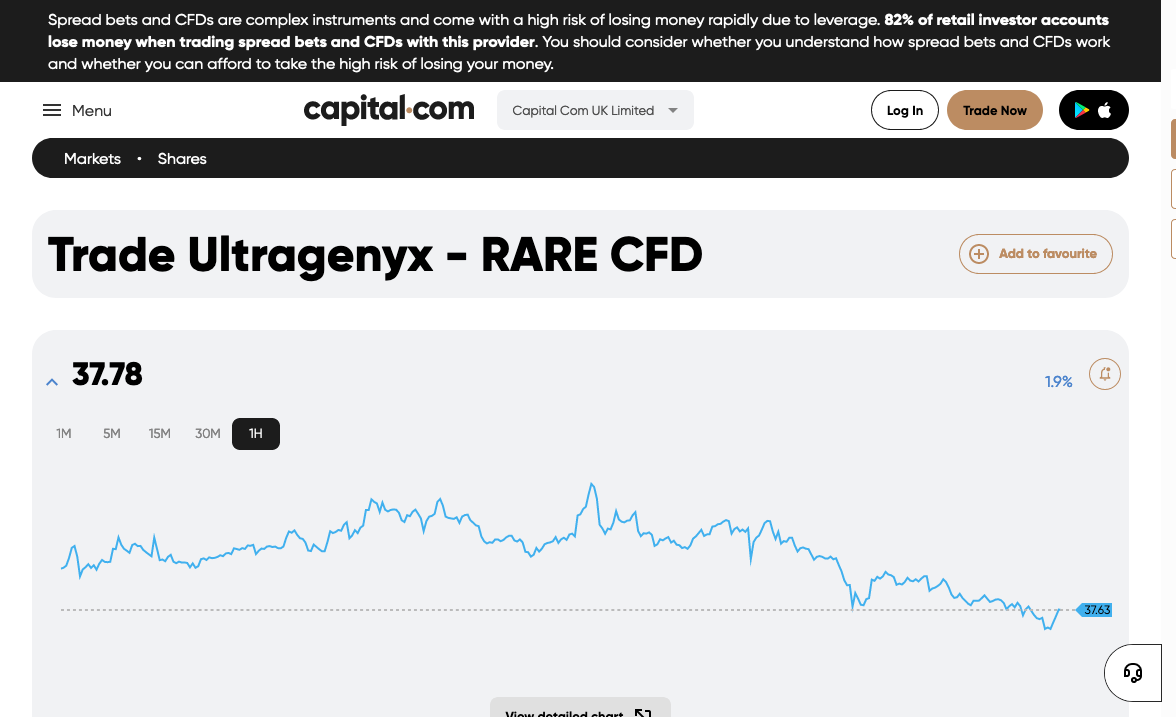 Spread bets and CFDs are complex instruments and come with a high risk of losing money rapidly due to leverage. 82% of retail investor accounts
lose money when trading spread bets and CFDs with this provider. You should consider whether you understand how spread bets and CFDs work
and whether you can afford to take the high risk of losing your money.
Menu
capital.com
Capital Com UK Limited
Log In
Trade Now
Markets • Shares
Trade Ultragenyx - RARE CFD
Add to favourite
37.78
1.9%
1M 5M 15M 30M 1H
37.63
View detailed chart